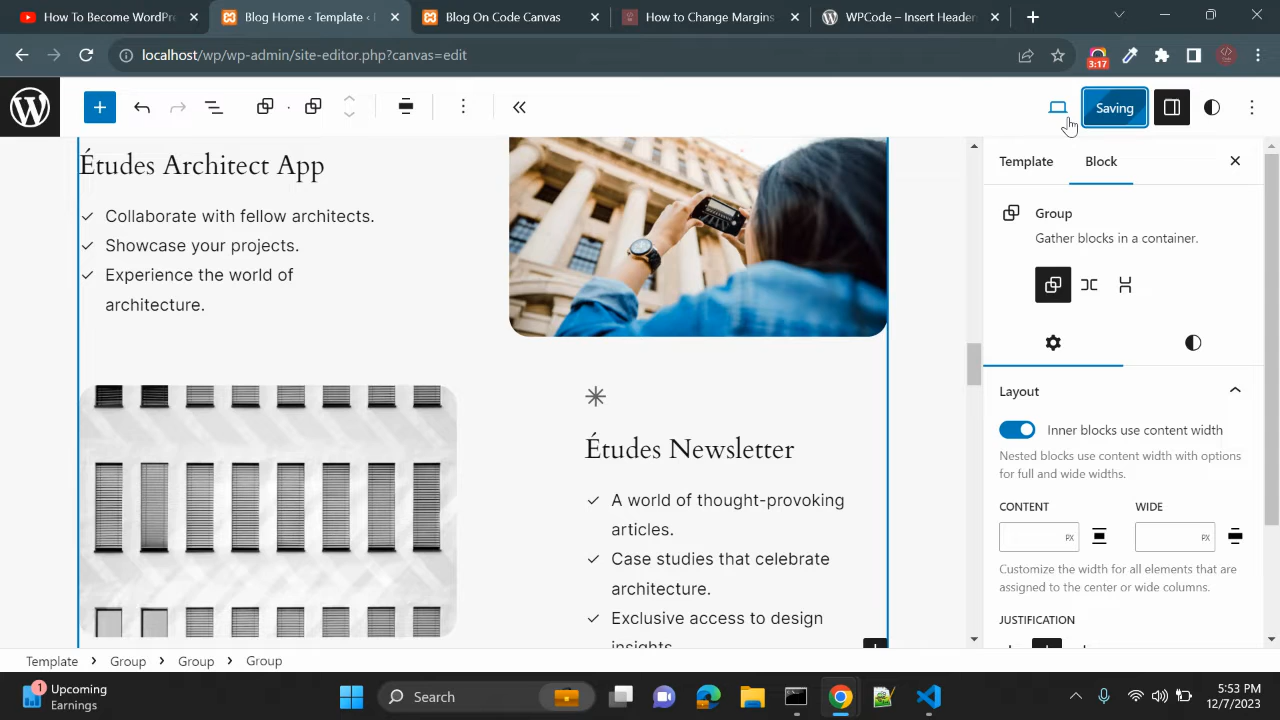 How To Become WordPre
Blog Home ‹ Template ‹
Blog On Code Canvas
How to Change Margins
WPCode – Insert Header
localhost/wp/wp-admin/site-editor.php?canvas=edit
3:17
Saving
Études Architect App
Collaborate with fellow architects.
Showcase your projects.
Experience the world of
architecture.
Études Newsletter
A world of thought-provoking
articles.
Case studies that celebrate
architecture.
Exclusive access to design
insights.
Template
Block
Group
Gather blocks in a container.
Layout
Inner blocks use content width
Nested blocks use content width with options
for full and wide widths.
CONTENT
WIDE
PX
PX
Customize the width for all elements that are
assigned to the center or wide columns.
JUSTIFICATION
Template
Group
Group
Group
1
Upcoming
Earnings
Search
5:53 PM
12/7/2023